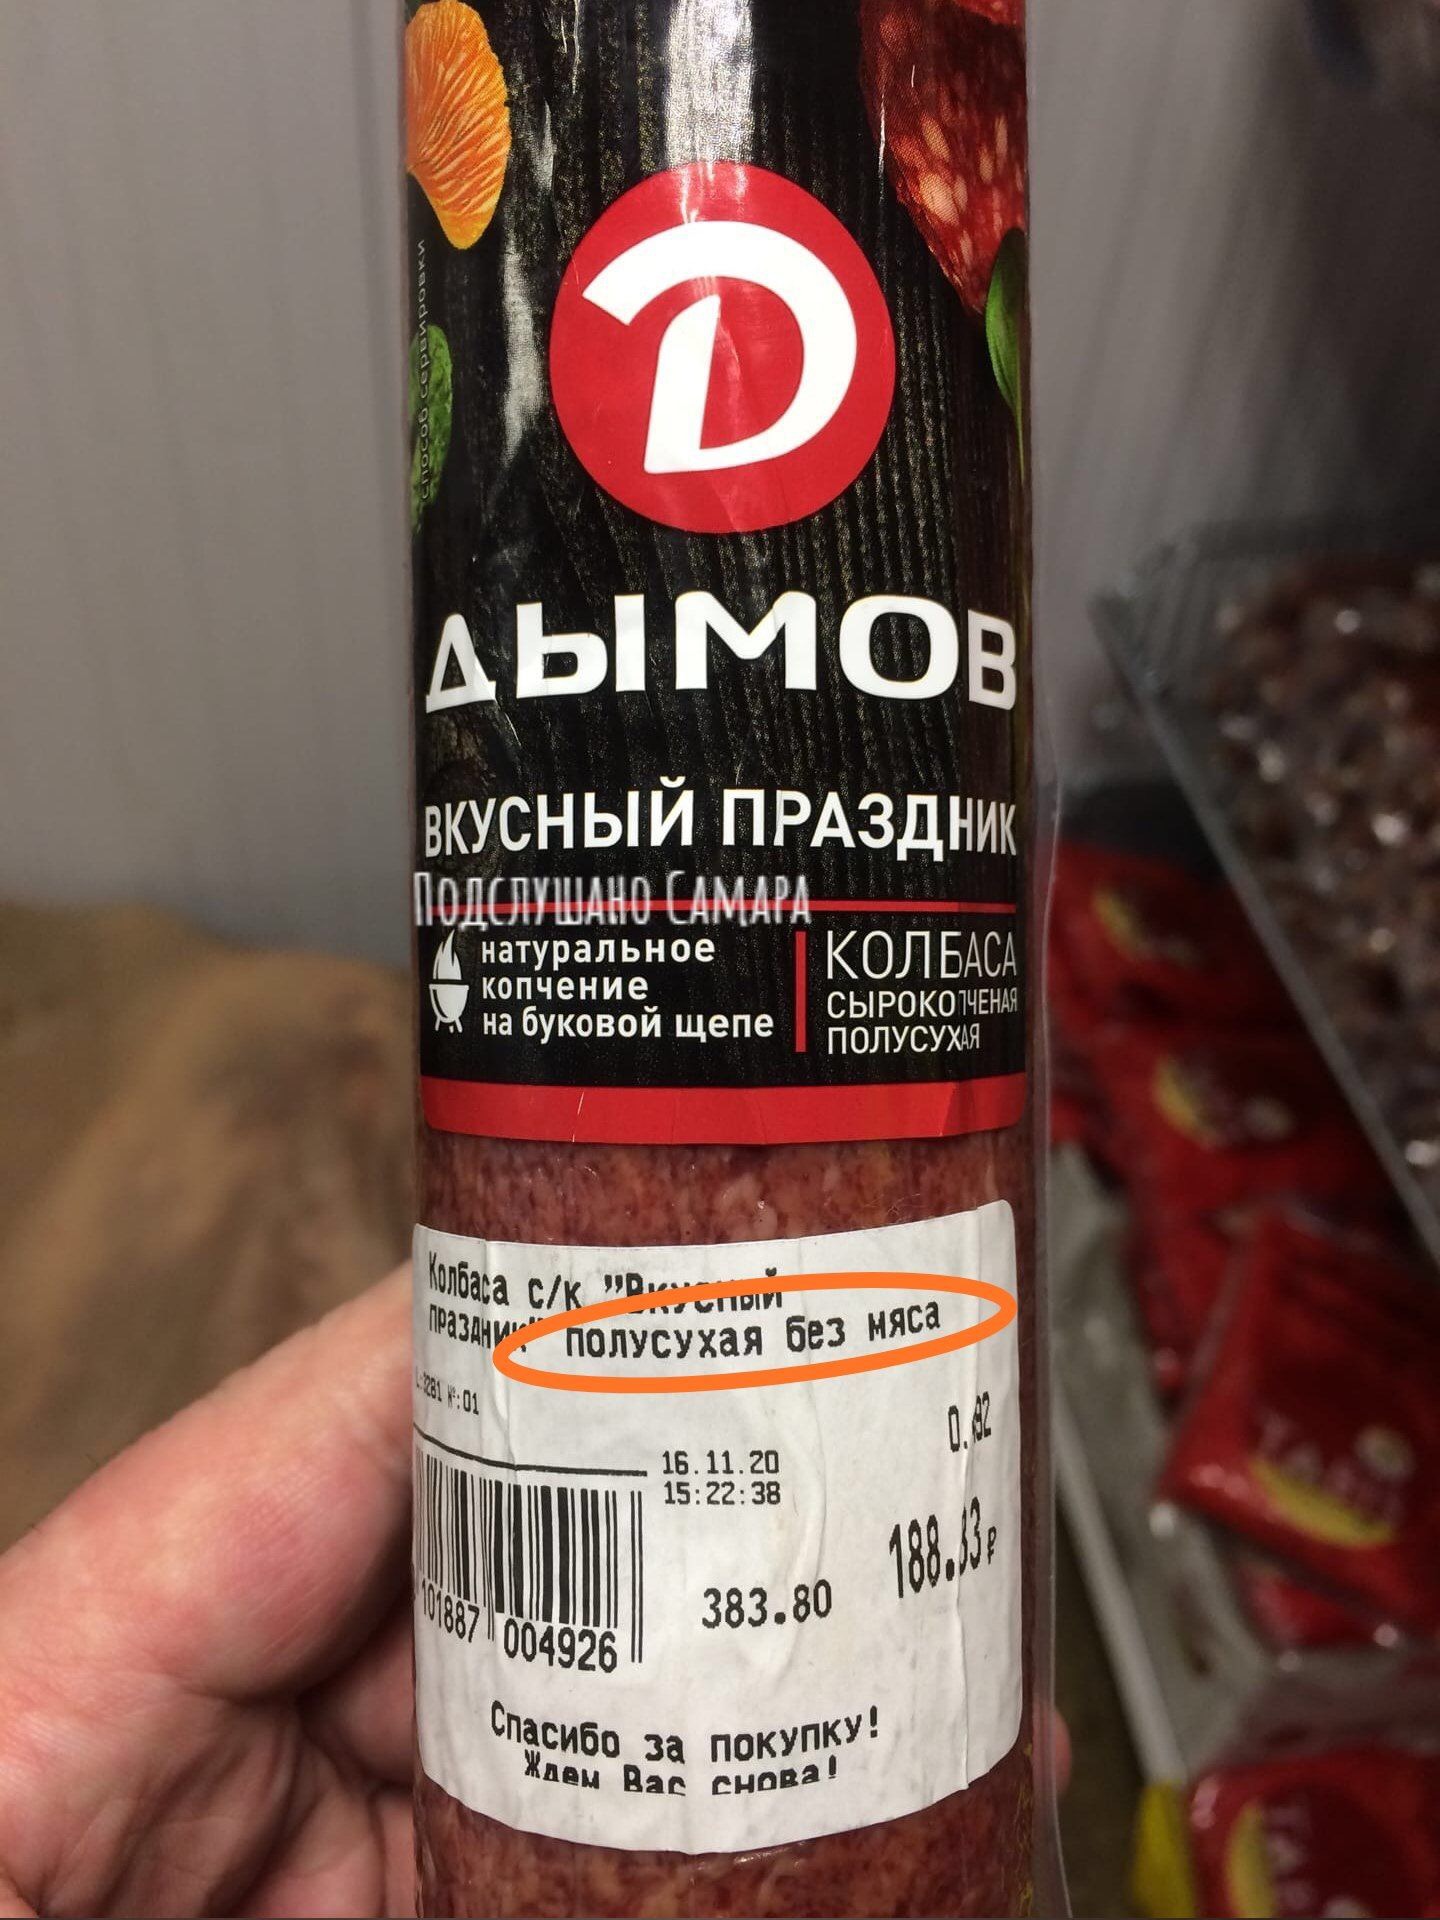 способ сервировки
Д
ДЫМОВ
ВКУСНЫЙ ПРАЗДНИК
Подслушано Самара
натуральное
копчение
на буковой щепе
КОЛБАСА
СЫРОКОПЧЕНАЯ
ПОЛУСУХАЯ
Колбаса с/к "Вкусный
праздник" полусухая без мяса
16.11.20
15:22:38
383.80
101887 004926
Спасибо за покупку!
Ждем Вас снова!